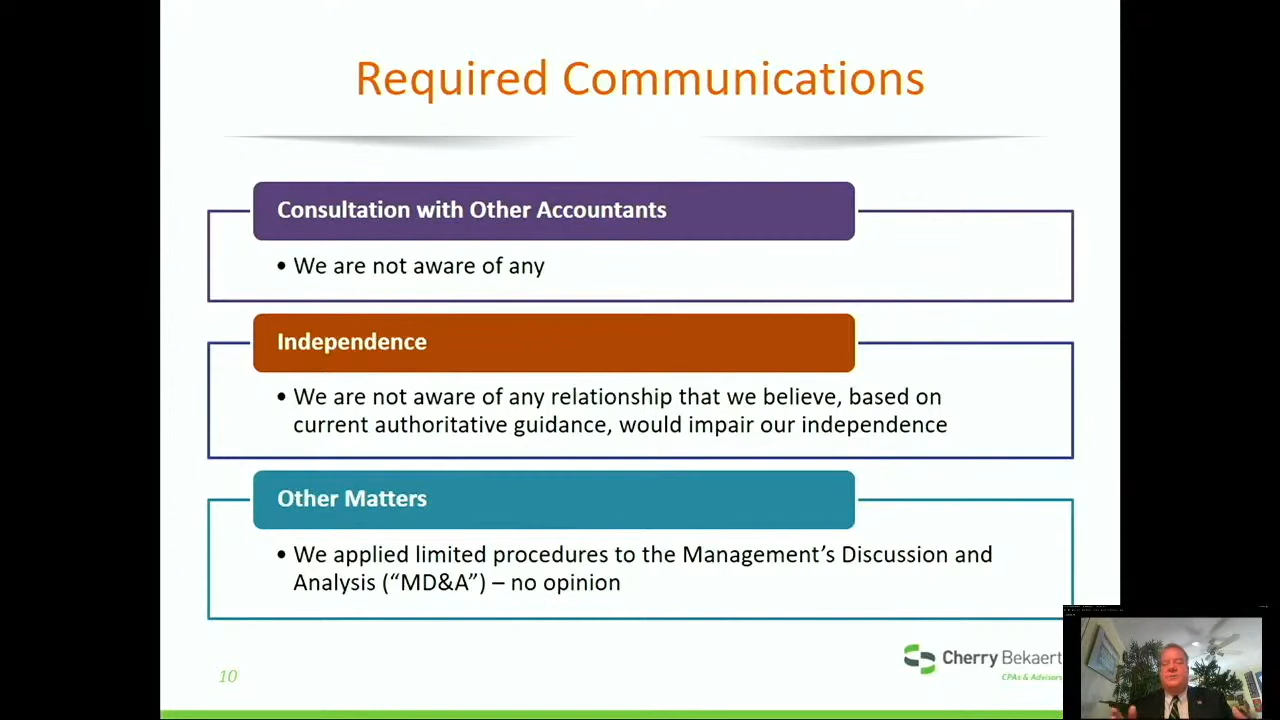 Required Communications
Consultation with Other Accountants
• We are not aware of any
Independence
• We are not aware of any relationship that we believe, based on
current authoritative guidance, would impair our independence
Other Matters
• We applied limited procedures to the Management’s Discussion and
Analysis (“MD&A”) – no opinion
10
Cherry Bekaert
CPAs & Advisors